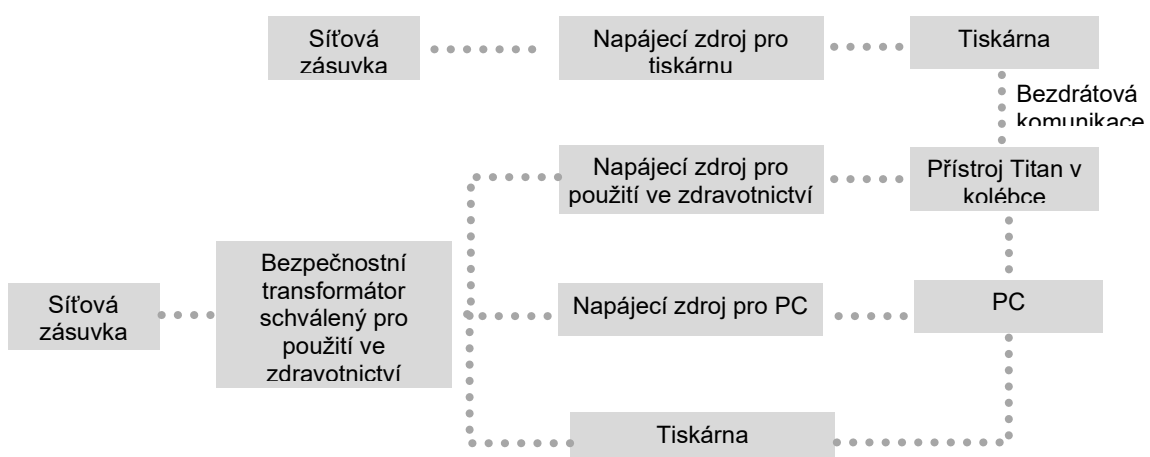 Síťová
zásuvka
Napájecí zdroj pro
tiskárnu
Tiskárna
Bezdrátová
komunikace
Napájecí zdroj pro
použití ve zdravotnictví
Přístroj Titan v
kolébce
Bezpečnostní
transformátor
schválený pro
použití ve
zdravotnictví
Síťová
zásuvka
Napájecí zdroj pro PC
PC
Tiskárna